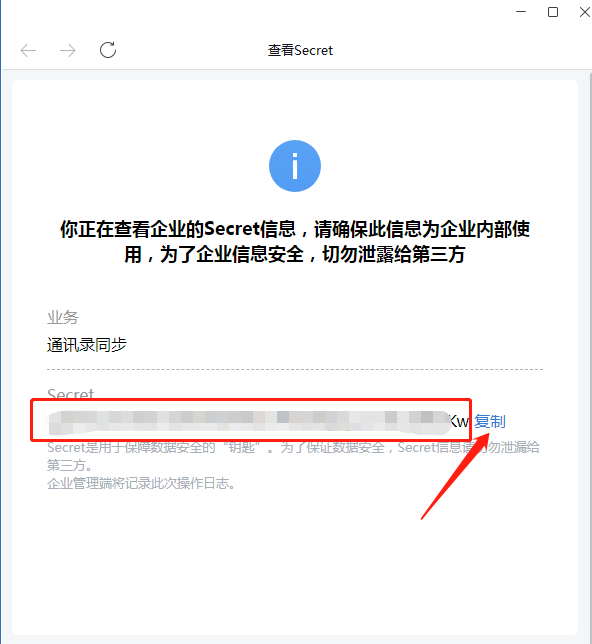 查看Secret
你正在查看企业的Secret信息，请确保此信息为企业内部使
用，为了企业信息安全，切勿泄露给第三方
业务
通讯录同步
Secret
Kw 复制
Secret是用于保障数据安全的“钥匙”。为了保证数据安全，Secret信息请勿泄漏给
第三方。
企业管理端将记录此次操作日志。